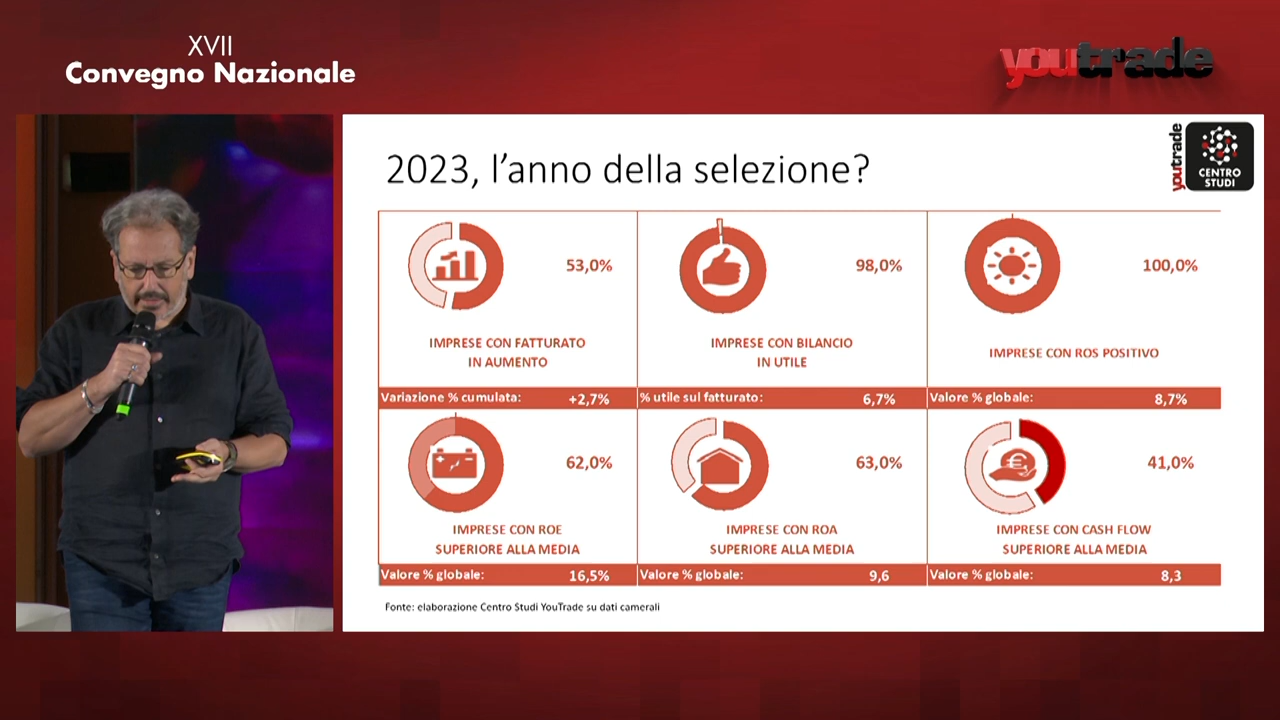 XVII
Convegno Nazionale
youtrade
youtrade
CENTRO
STUDI
2023, l’anno della selezione?
53,0%
98,0%
100,0%
IMPRESE CON FATTURATO
IN AUMENTO
IMPRESE CON BILANCIO
IN UTILE
IMPRESE CON ROS POSITIVO
Variazione % cumulata: +2,7%
% utile sul fatturato: 6,7%
Valore % globale: 8,7%
62,0%
63,0%
41,0%
IMPRESE CON ROE
SUPERIORE ALLA MEDIA
IMPRESE CON ROA
SUPERIORE ALLA MEDIA
IMPRESE CON CASH FLOW
SUPERIORE ALLA MEDIA
Valore % globale: 16,5%
Valore % globale: 9,6
Valore % globale: 8,3
Fonte: elaborazione Centro Studi YouTrade su dati camerali